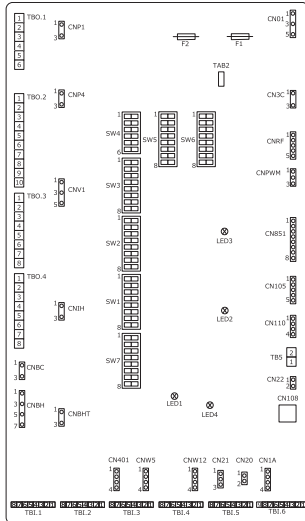 TBO.1
1
2
3
4
5
6
CNP1
1
3
F2
F1
CN01
1
3
5
TAB2
TBO.2
1
2
3
4
5
6
7
8
9
10
CNP4
1
3
CN3C
1
3
SW4
1
6
SW5
1
8
SW6
1
8
CNRF
1
5
CNPWM
1
3
SW3
1
8
CNV1
1
3
5
TBO.3
1
2
3
4
5
6
7
8
SW2
1
8
LED3
CN851
1
8
TBO.4
1
2
3
4
5
6
7
8
CNIH
1
3
SW1
1
8
LED2
CN105
1
5
CN110
1
4
SW7
1
8
TB5
2
1
CNBC
1
3
CN22
1
2
CNBH
1
3
5
7
CNBHT
1
3
LED1
LED4
CN108
CN401
1
4
CNW5
1
4
CNW12
1
4
CN21
1
3
CN20
1
3
CN1A
1
4
TBI.1
TBI.2
TBI.3
TBI.4
TBI.5
TBI.6